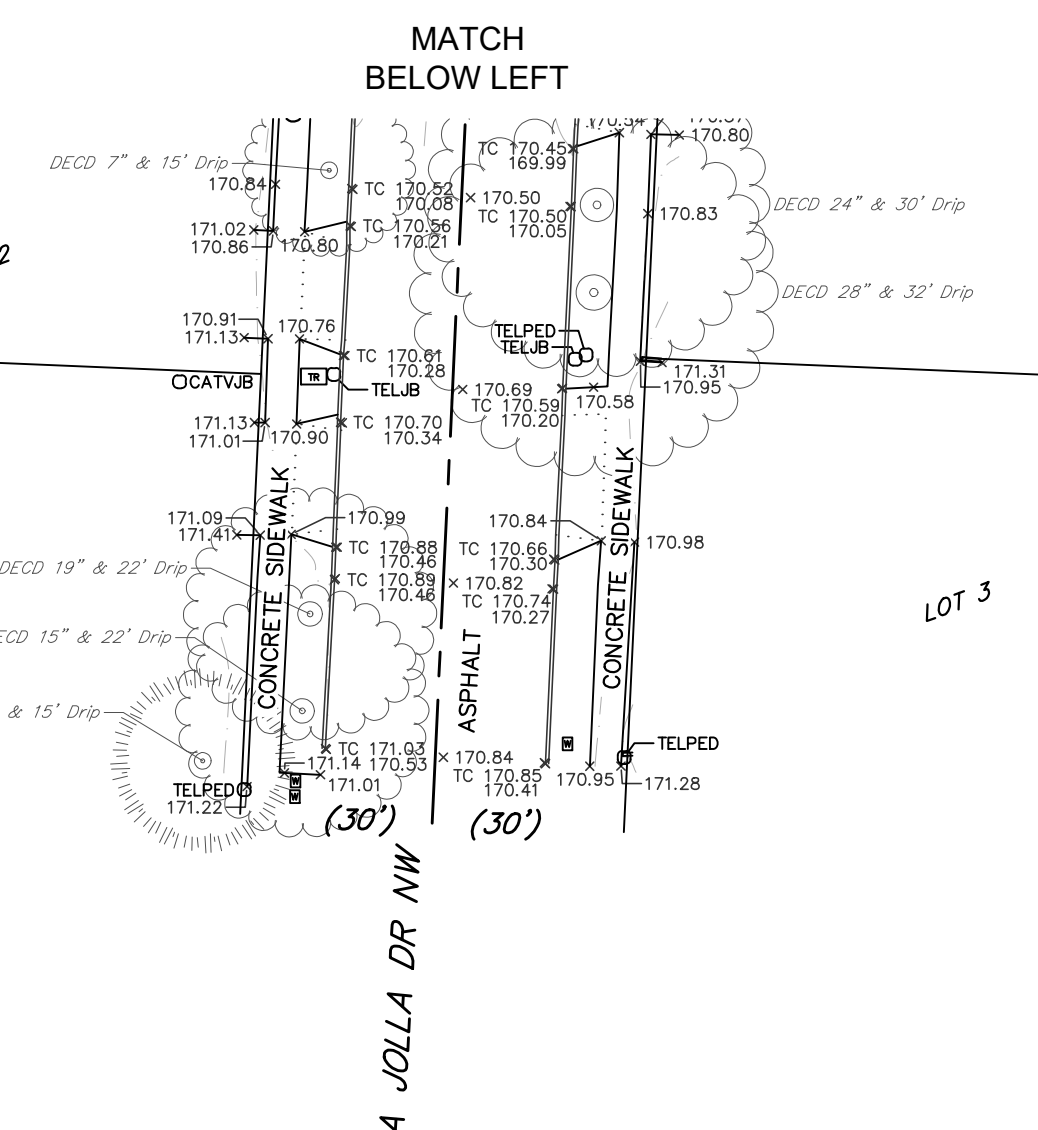 MATCH
BELOW LEFT
170.80
TC 170.45
169.99
DECD 7" & 15' Drip
170.84
TC 170.52
170.08
170.50
TC 170.50
170.05
DECD 24" & 30' Drip
170.83
171.02
170.86
170.80
TC 170.56
170.21
DECD 28" & 32' Drip
170.91
171.13
170.76
TC 170.61
170.28
TELPED
TELJB
171.31
170.95
CATVJB
TR
TELJB
170.69
TC 170.59
170.20
170.58
171.13
171.01
170.90
TC 170.70
170.34
CONCRETE SIDEWALK
CONCRETE SIDEWALK
171.09
171.41
170.99
TC 170.88
170.46
170.84
TC 170.66
170.30
170.98
DECD 19" & 22' Drip
TC 170.89
170.46
170.82
TC 170.74
170.27
LOT 3
DECD 15" & 22' Drip
ASPHALT
& 15' Drip
TC 171.03
170.53
171.14
171.01
W
W
170.84
TC 170.85
170.41
W
170.95
TELPED
171.28
TELPED
171.22
(30')
(30')
JOLLA DR NW